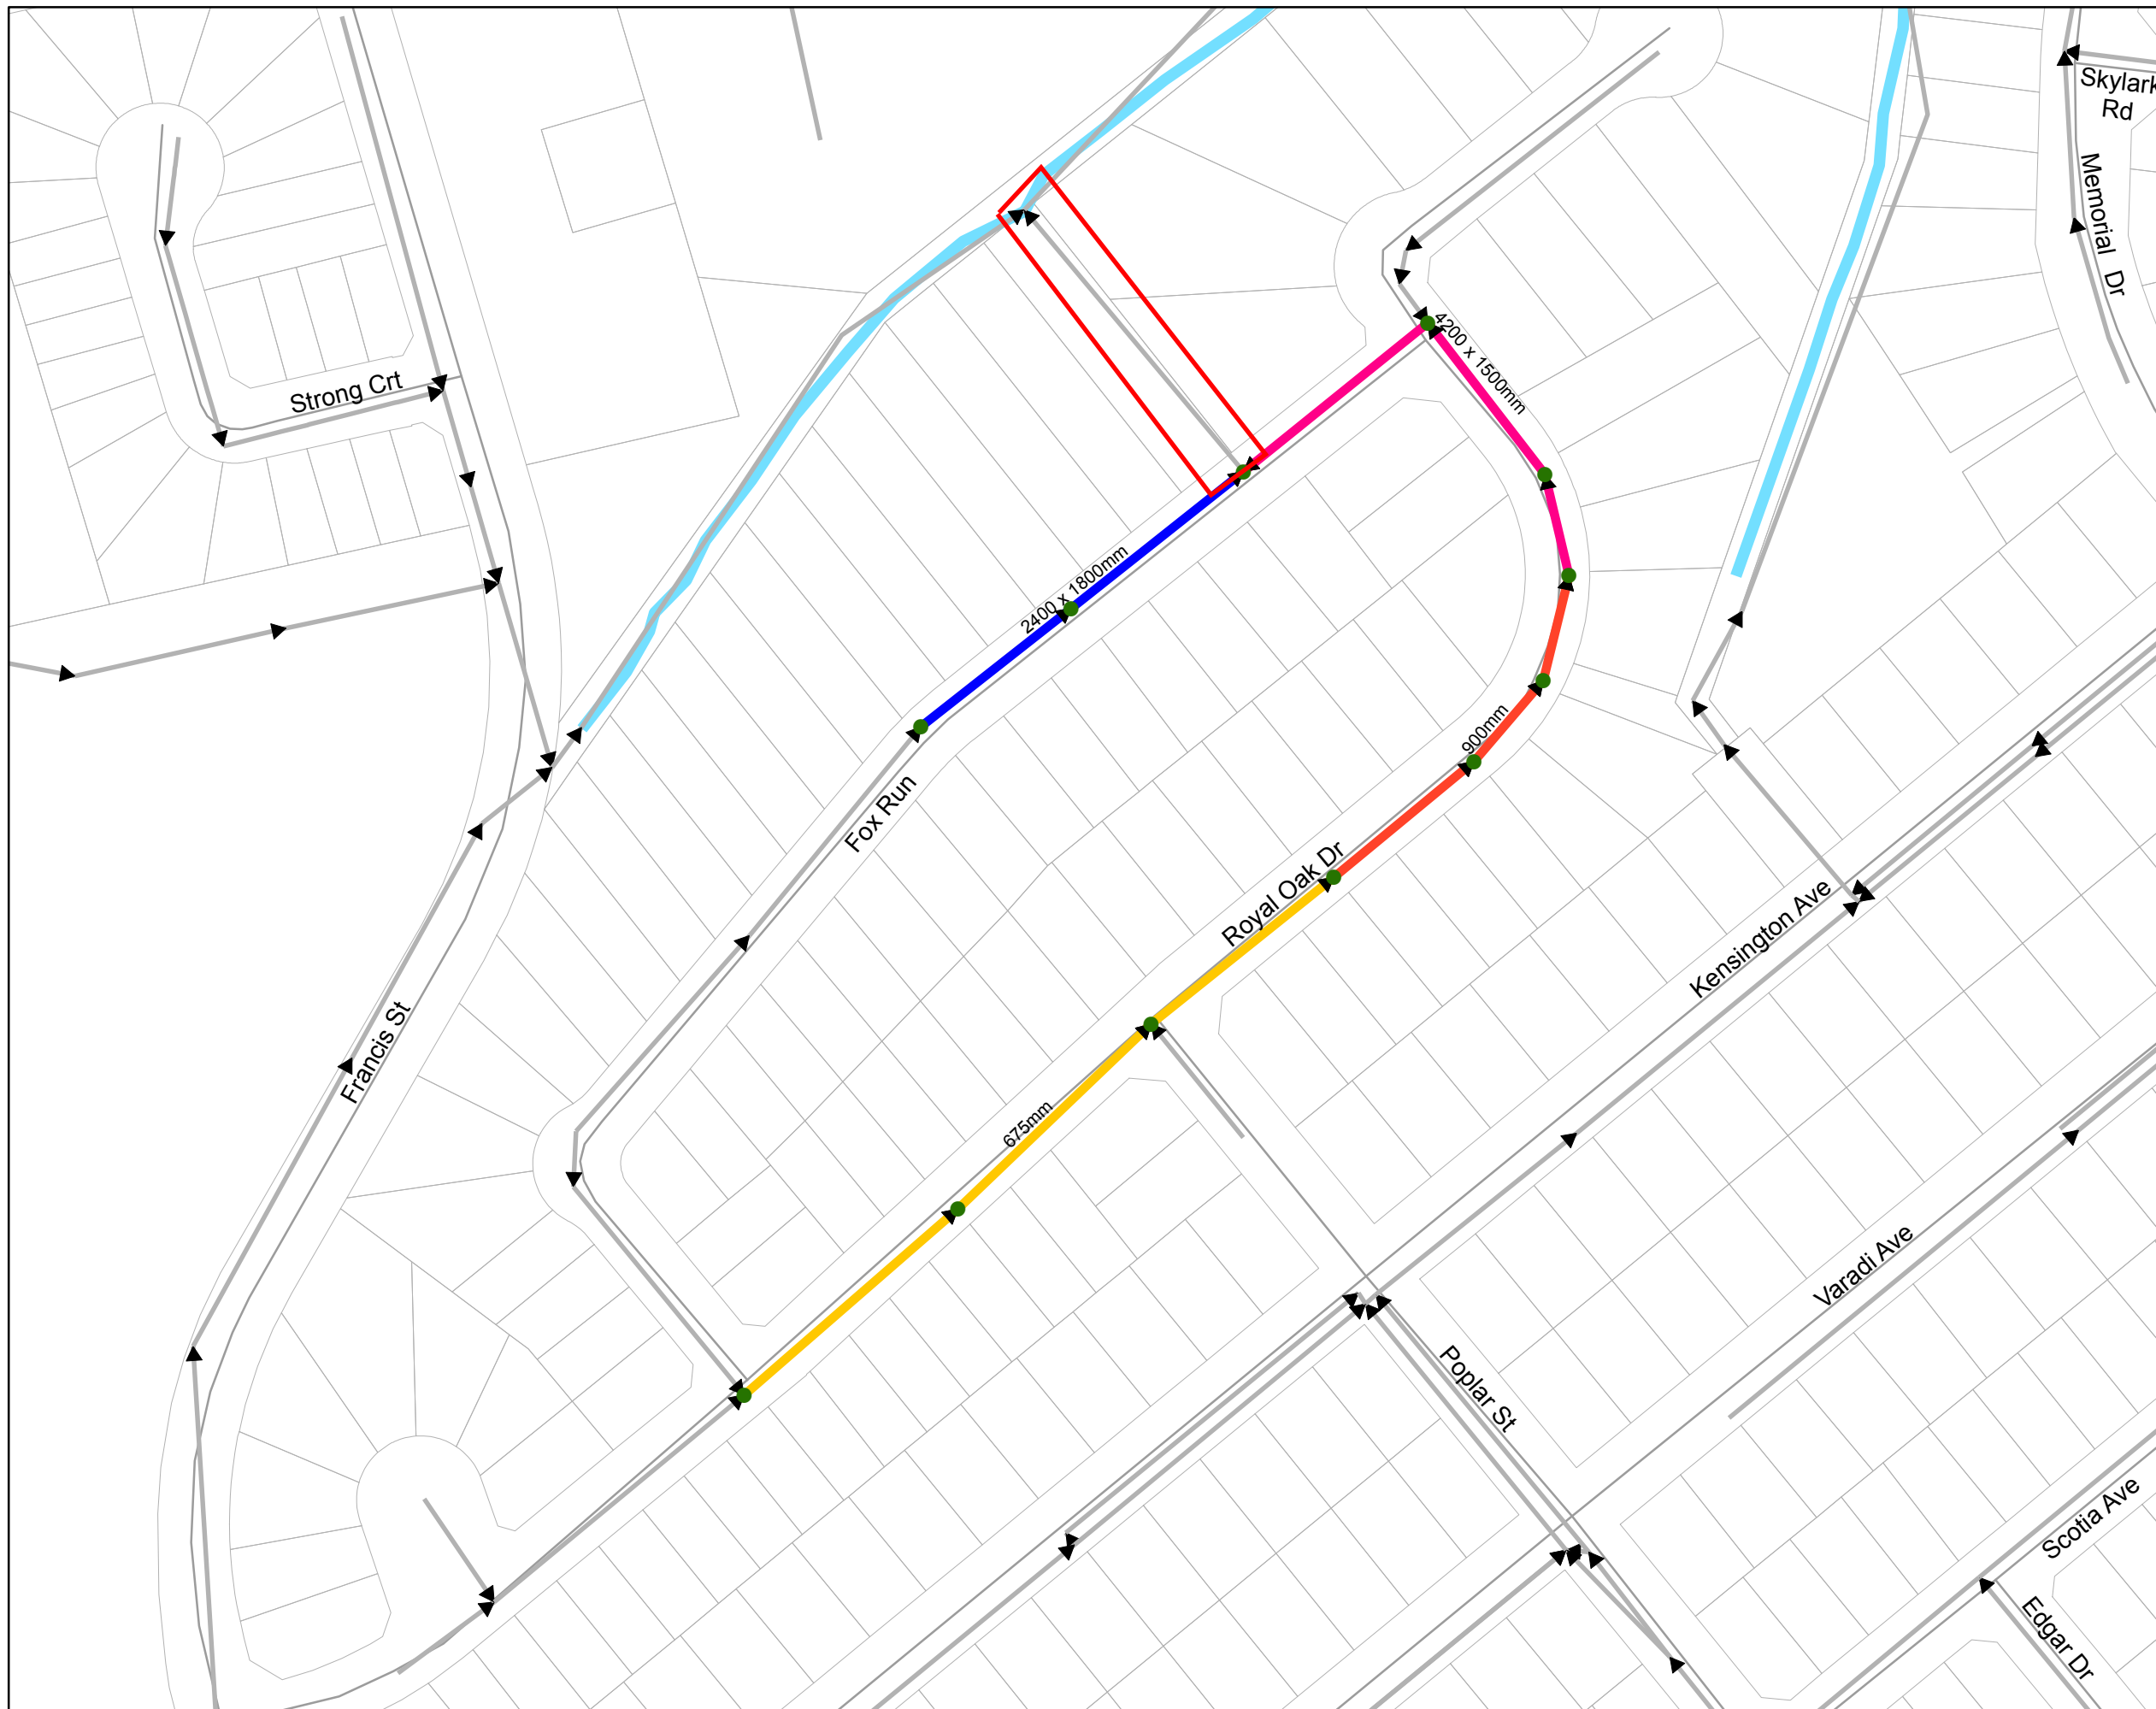 Skylark
Rd
Memorial Dr
4200 x 1500mm
Strong Crt
2400 x 1800mm
900mm
Fox Run
Royal Oak Dr
Kensington Ave
Francis St
675mm
Varadi Ave
Poplar St
Scotia Ave
Edgar Dr